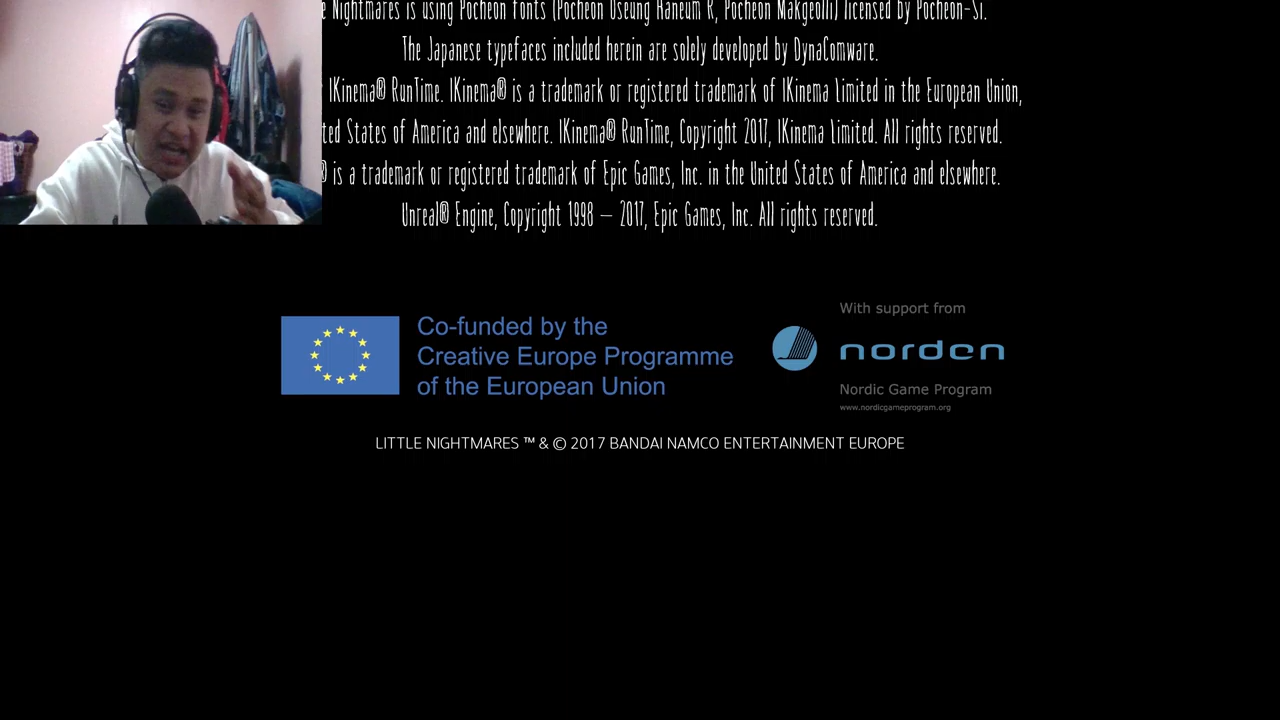 Nightmares is using Pocheon fonts (Pocheon Useung Haneum R, Pocheon Makgeolli) licensed by Pocheon-Si.
The Japanese typefaces included herein are solely developed by DynaComware.
IKinema® RunTime. IKinema® is a trademark or registered trademark of IKinema Limited in the European Union,
States of America and elsewhere. IKinema® RunTime, Copyright 2017, IKinema Limited. All rights reserved.
® is a trademark or registered trademark of Epic Games, Inc. in the United States of America and elsewhere.
Unreal® Engine, Copyright 1998 – 2017, Epic Games, Inc. All rights reserved.
Co-funded by the
Creative Europe Programme
of the European Union
With support from
norden
Nordic Game Program
www.nordicgameprogram.org
LITTLE NIGHTMARES ™ & © 2017 BANDAI NAMCO ENTERTAINMENT EUROPE